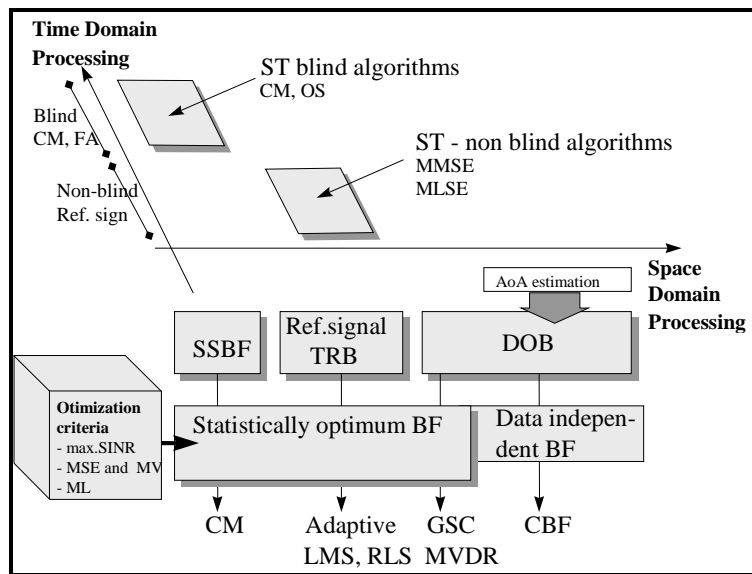 Time Domain
Processing
ST blind algorithms
CM, OS
Blind
CM, FA
ST - non blind algorithms
MMSE
MLSE
Non-blind
Ref. sign
Space
Domain
Processing
AoA estimation
SSBF
Ref.signal
TRB
DOB
Otimization
criteria
- max.SINR
- MSE and MV
- ML
Statistically optimum BF
Data indepen-
dent BF
CM
Adaptive
LMS, RLS
GSC
MVDR
CBF